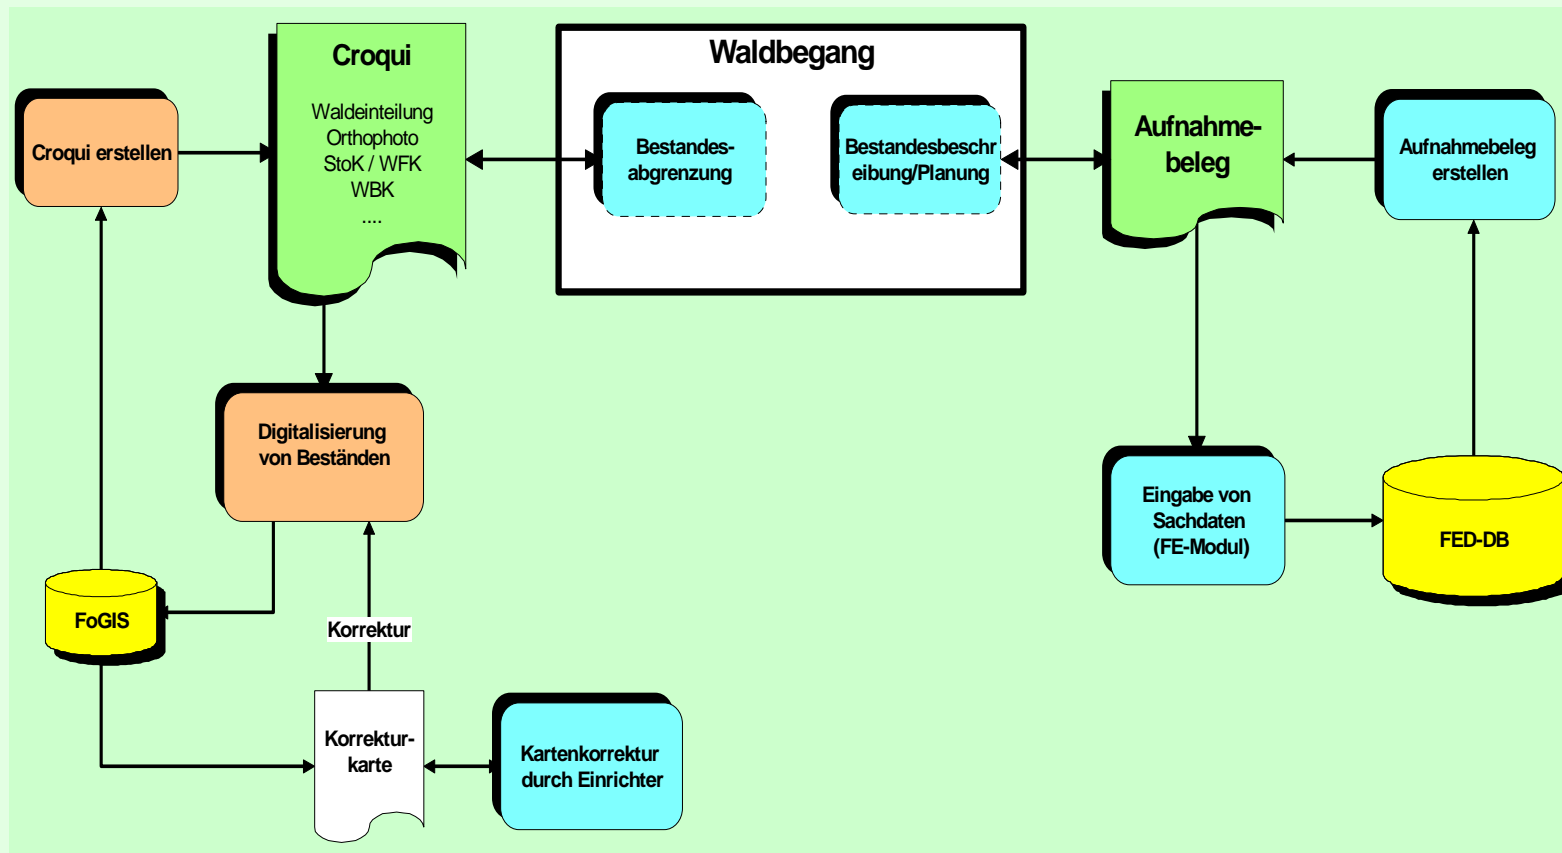 Croqui erstellen
Croqui
Waldeinteilung
Orthophoto
StoK / WFK
WBK
....
Waldbegang
Bestandes-
abgrenzung
Bestandesbeschr
eibung/Planung
Aufnahme-
beleg
Aufnahmebeleg
erstellen
Digitalisierung
von Beständen
Eingabe von
Sachdaten
(FE-Modul)
FED-DB
FoGIS
Korrektur
Korrektur-
karte
Kartenkorrektur
durch Einrichter